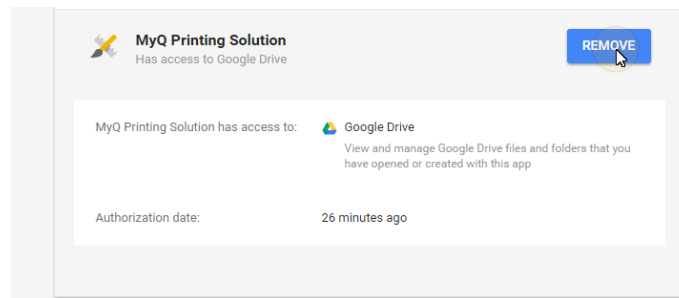 MyQ Printing Solution
Has access to Google Drive
REMOVE
MyQ Printing Solution has access to:
Google Drive
View and manage Google Drive files and folders that you
have opened or created with this app
Authorization date:
26 minutes ago